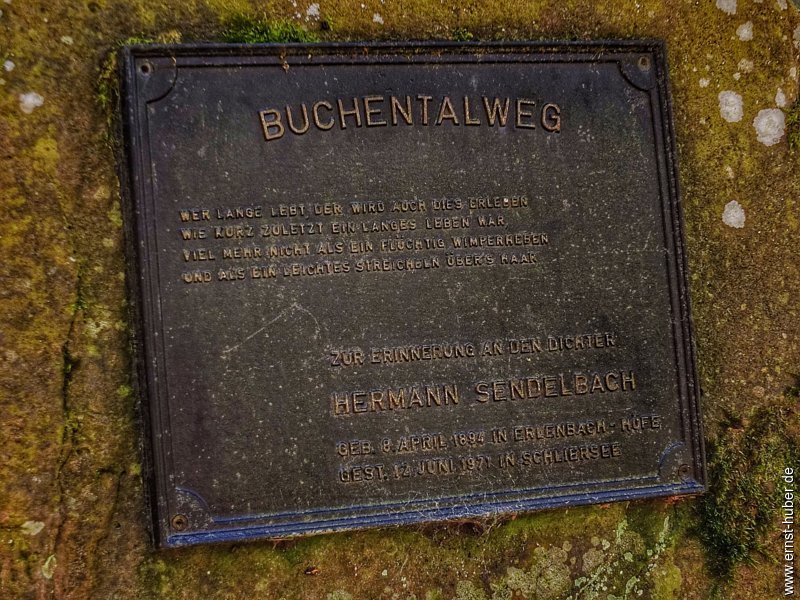 BUCHENTALWEG
WER LANGE LEBT, DER WIRD AUCH DIES ERLEBEN
WIE KURZ ZULETZT EIN LANGES LEBEN WAR,
VIEL MEHR NICHT ALS EIN FLÜCHTIG WIMPERHEBEN
UND ALS EIN LEICHTES STREICHELN ÜBER'S HAAR.
ZUR ERINNERUNG AN DEN DICHTER
HERMANN SENDELBACH
GEB. 8. APRIL 1894 IN ERLENBACH - HÖFE
GEST. 12. JUNI 1971 IN SCHLIERSEE
www.ernst-huber.de